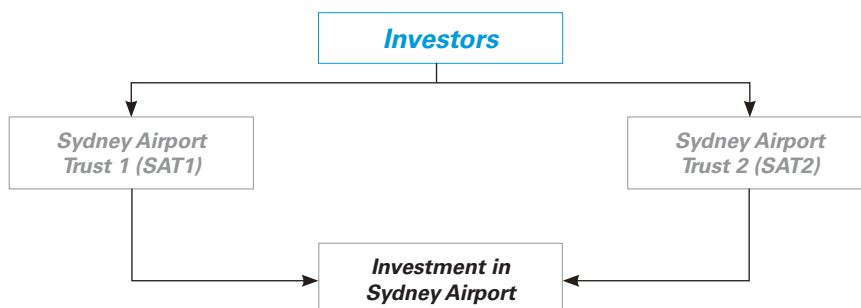 Investors
Sydney Airport
Trust 1 (SAT1)
Sydney Airport
Trust 2 (SAT2)
Investment in
Sydney Airport